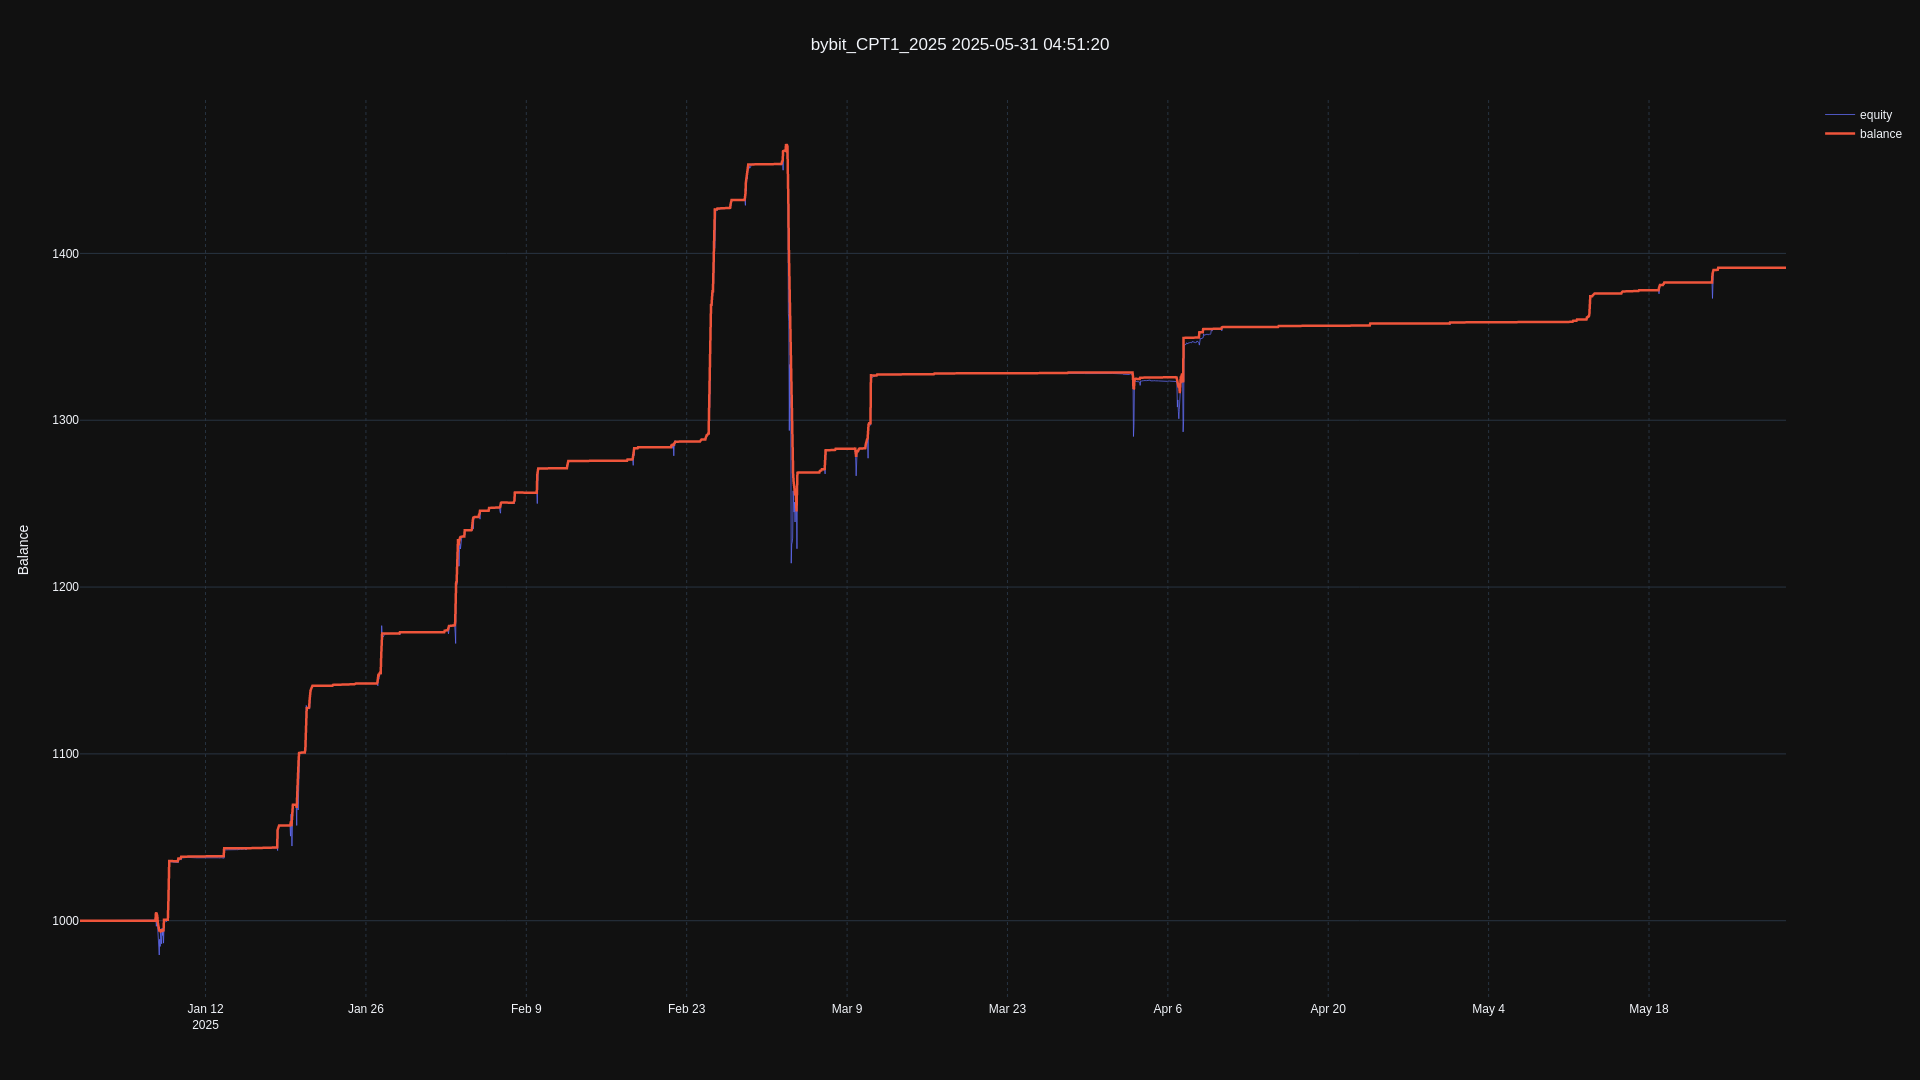 bybit_CPT1_2025 2025-05-31 04:51:20
equity
balance
Balance
1400
1300
1200
1100
1000
Jan 12
2025
Jan 26
Feb 9
Feb 23
Mar 9
Mar 23
Apr 6
Apr 20
May 4
May 18